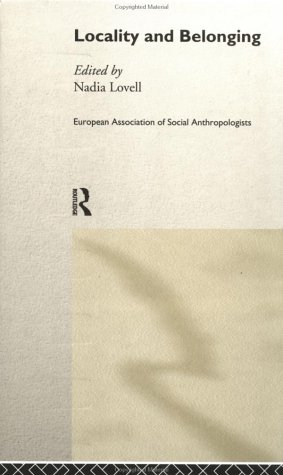 Copyrighted Material
Locality and Belonging
Edited by
Nadia Lovell
European Association of Social Anthropologists
R
ROUTLEDGE